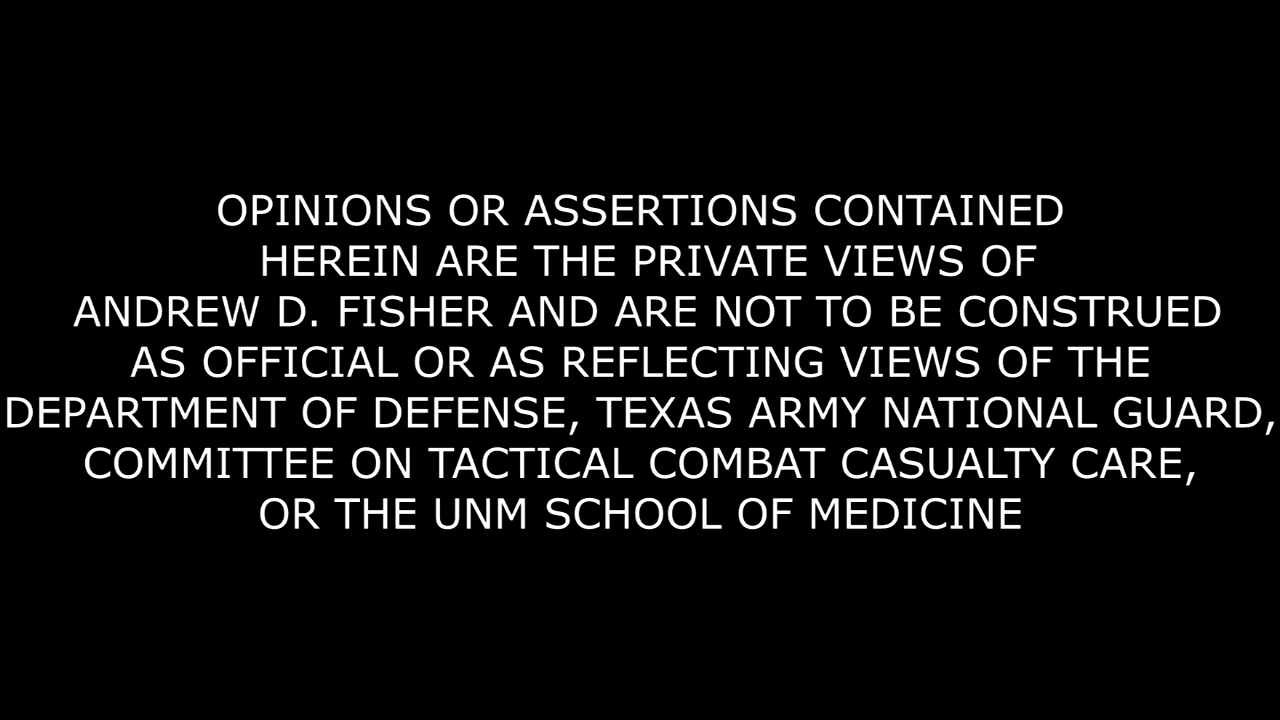 OPINIONS OR ASSERTIONS CONTAINED
HEREIN ARE THE PRIVATE VIEWS OF
ANDREW D. FISHER AND ARE NOT TO BE CONSTRUED
AS OFFICIAL OR AS REFLECTING VIEWS OF THE
DEPARTMENT OF DEFENSE, TEXAS ARMY NATIONAL GUARD,
COMMITTEE ON TACTICAL COMBAT CASUALTY CARE,
OR THE UNM SCHOOL OF MEDICINE